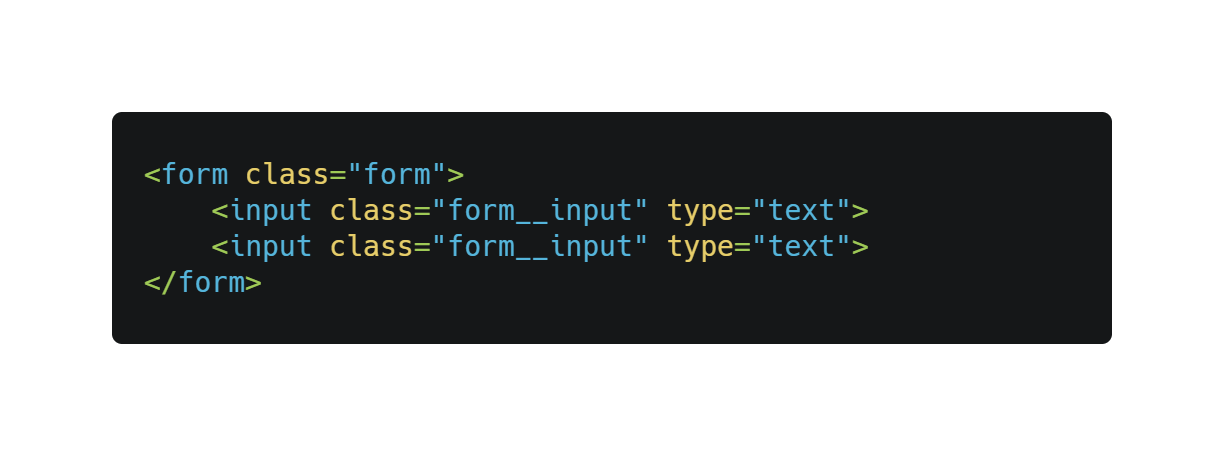 <form class="form">
    <input class="form__input" type="text">
    <input class="form__input" type="text">
</form>